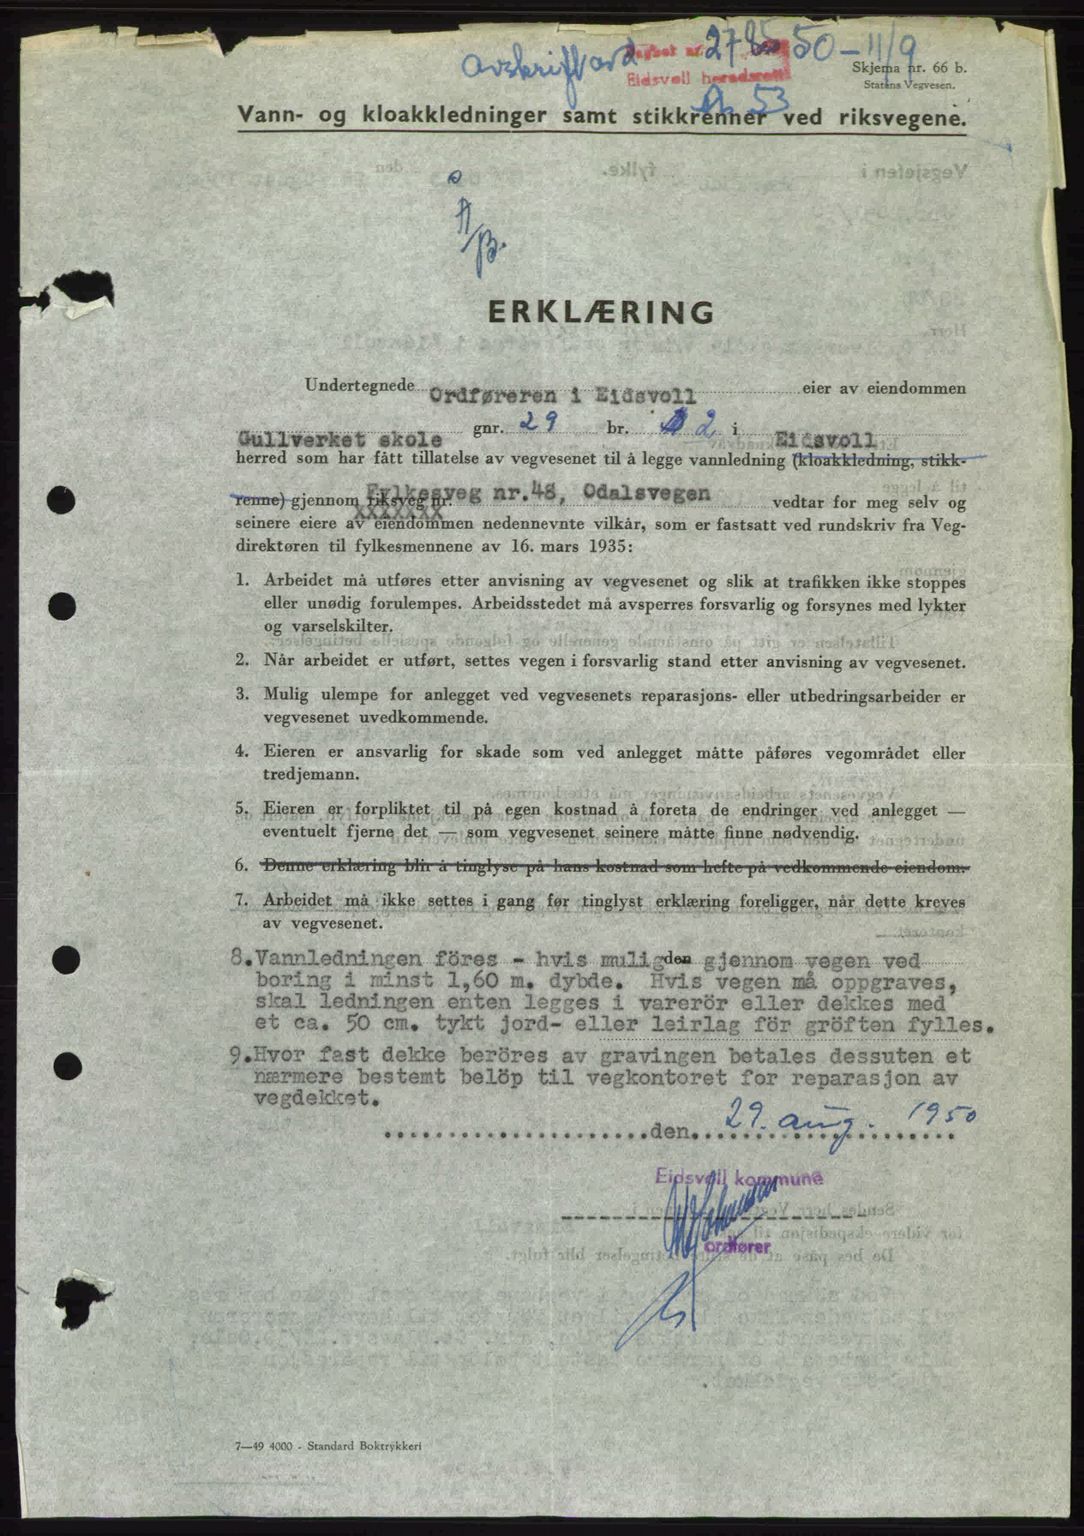 Avskrift
Dagbok nr. 2785 50 - 11/9
Eidsvoll
53
Skjema nr. 66 b.
Statens Vegvesen.
Vann- og kloakkledninger samt stikkrenner ved riksvegene.
ERKLÆRING
Undertegnede Ordføreren i Eidsvoll eier av eiendommen
Gullverket skole gnr. 29 br. 2 i Eidsvoll
herred som har fått tillatelse av vegvesenet til å legge vannledning (kloakkledning, stikk-
renne) gjennom riksveg nr. Fylkesveg nr. 48, Odalsvegen vedtar for meg selv og
xxxxxxx
seinere eiere av eiendommen nedennevnte vilkår, som er fastsatt ved rundskriv fra Veg-
direktøren til fylkesmennene av 16. mars 1935:
1. Arbeidet må utføres etter anvisning av vegvesenet og slik at trafikken ikke stoppes
eller unødig forulempes. Arbeidsstedet må avsperres forsvarlig og forsynes med lykter
og varselskilter.
2. Når arbeidet er utført, settes vegen i forsvarlig stand etter anvisning av vegvesenet.
3. Mulig ulempe for anlegget ved vegvesenets reparasjons- eller utbedringsarbeider er
vegvesenet uvedkommende.
4. Eieren er ansvarlig for skade som ved anlegget måtte påføres vegområdet eller
tredjemann.
5. Eieren er forpliktet til på egen kostnad å foreta de endringer ved anlegget —
eventuelt fjerne det — som vegvesenet seinere måtte finne nødvendig.
6. Denne erklæring blir å tinglyse på hans kostnad som hefte på vedkommende eiendom.
7. Arbeidet må ikke settes i gang før tinglyst erklæring foreligger, når dette kreves
av vegvesenet.
8. Vannledningen föres - hvis mulig den gjennom vegen ved
boring i minst 1,60 m. dybde. Hvis vegen må oppgraves,
skal ledningen enten legges i varerör eller dekkes med
et ca. 50 cm. tykt jord- eller leirlag för gröften fylles.
9. Hvor fast dekke beröres av gravingen betales dessuten et
nærmere bestemt belöp til vegkontoret for reparasjon av
vegdekket.
den 29. aug. 1950
Eidsvoll kommune
ordfører
7—49 4000 - Standard Boktrykkeri